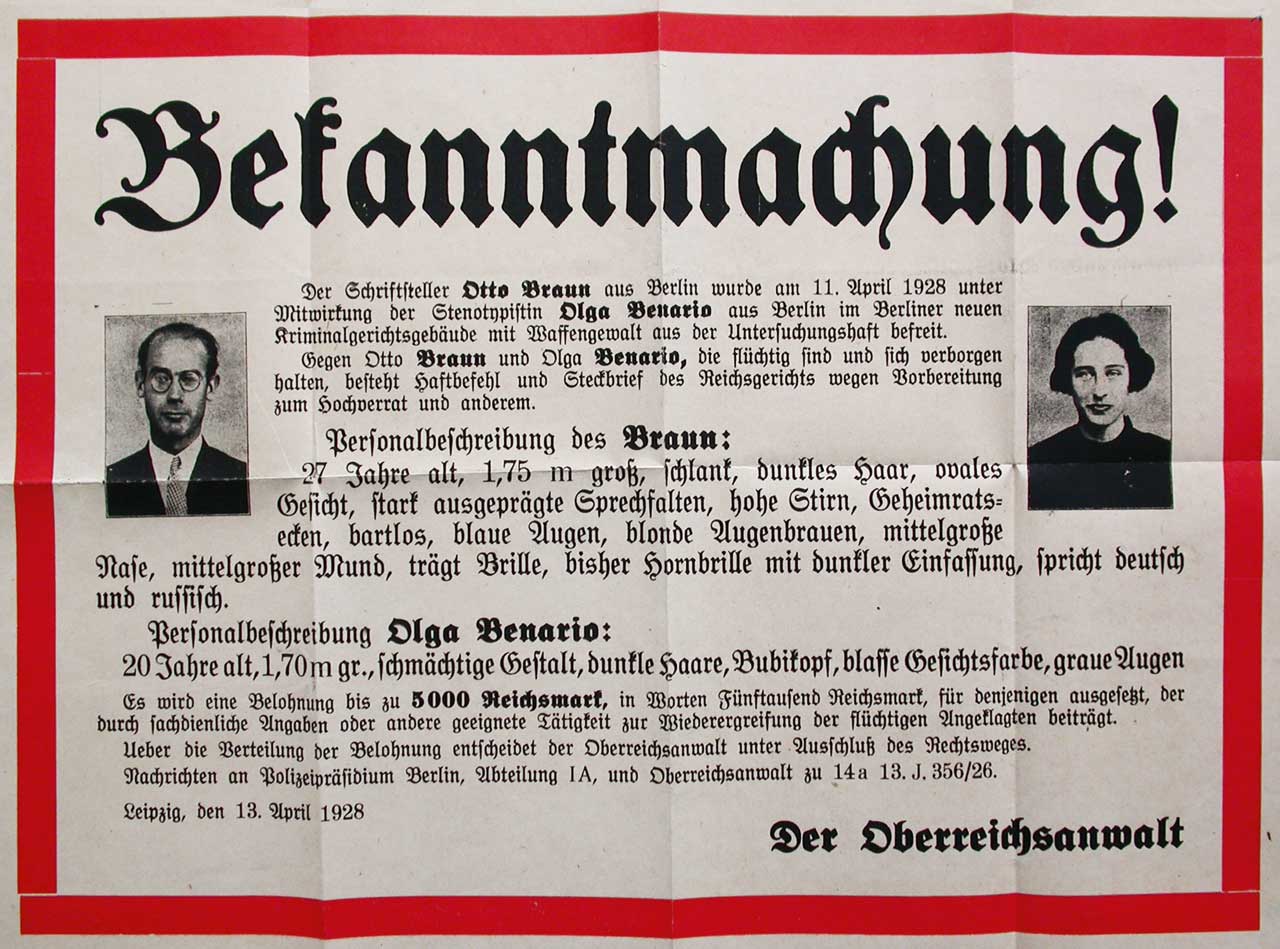 Bekanntmachung!
Der Schriftsteller Otto Braun aus Berlin wurde am 11. April 1928 unter
Mitwirkung der Stenotypistin Olga Benario aus Berlin im Berliner neuen
Kriminalgerichtsgebäude mit Waffengewalt aus der Untersuchungshaft befreit.
Gegen Otto Braun und Olga Benario, die flüchtig sind und sich verborgen
halten, besteht Haftbefehl und Steckbrief des Reichsgerichts wegen Vorbereitung
zum Hochverrat und anderem.
Personalbeschreibung des Braun:
27 Jahre alt, 1,75 m groß, schlank, dunkles Haar, ovales
Gesicht, stark ausgeprägte Sprechfalten, hohe Stirn, Geheimrats-
ecken, bartlos, blaue Augen, blonde Augenbrauen, mittelgroße
Nase, mittelgroßer Mund, trägt Brille, bisher Hornbrille mit dunkler Einfassung, spricht deutsch
und russisch.
Personalbeschreibung Olga Benario:
20 Jahre alt, 1,70 m gr., schmächtige Gestalt, dunkle Haare, Bubikopf, blasse Gesichtsfarbe, graue Augen
Es wird eine Belohnung bis zu 5000 Reichsmark, in Worten Fünftausend Reichsmark, für denjenigen ausgesetzt, der
durch sachdienliche Angaben oder andere geeignete Tätigkeit zur Wiederergreifung der flüchtigen Angeklagten beiträgt.
Ueber die Verteilung der Belohnung entscheidet der Oberreichsanwalt unter Ausschluß des Rechtsweges.
Nachrichten an Polizeipräsidium Berlin, Abteilung IA, und Oberreichsanwalt zu 14a 13. J. 356/26.
Leipzig, den 13. April 1928
Der Oberreichsanwalt